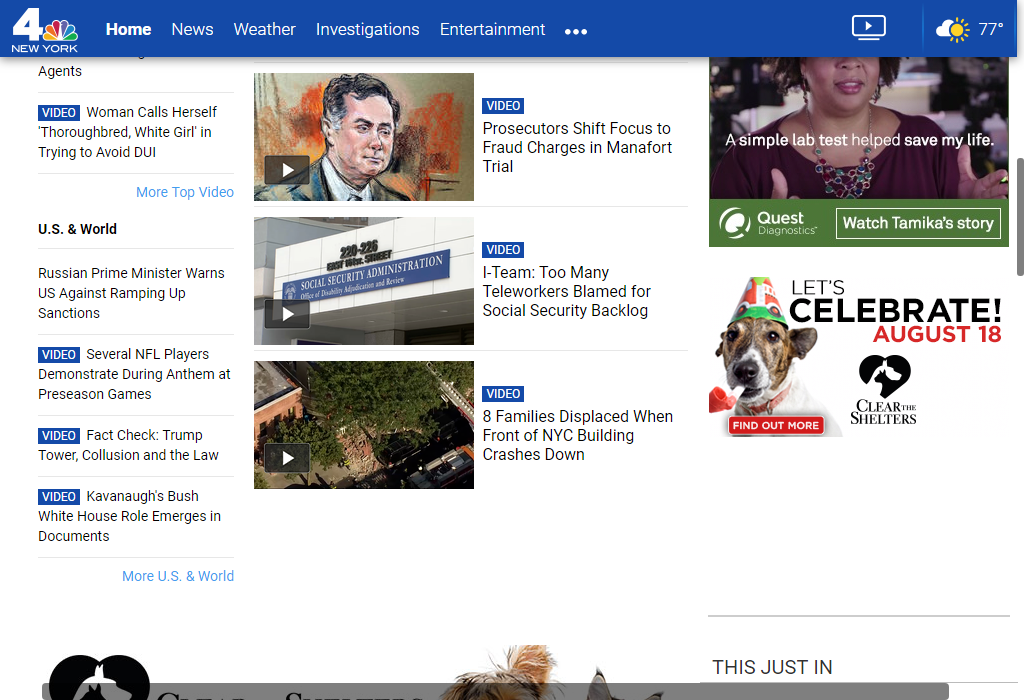 4
NEW YORK
Home News Weather Investigations Entertainment
77°
Agents
VIDEO Woman Calls Herself
'Thoroughbred, White Girl' in
Trying to Avoid DUI
More Top Video
U.S. & World
Russian Prime Minister Warns
US Against Ramping Up
Sanctions
VIDEO Several NFL Players
Demonstrate During Anthem at
Preseason Games
VIDEO Fact Check: Trump
Tower, Collusion and the Law
VIDEO Kavanaugh's Bush
White House Role Emerges in
Documents
More U.S. & World
VIDEO
Prosecutors Shift Focus to
Fraud Charges in Manafort
Trial
220-226
SOCIAL SECURITY ADMINISTRATION
Office of Disability Adjudication and Review
VIDEO
I-Team: Too Many
Teleworkers Blamed for
Social Security Backlog
VIDEO
8 Families Displaced When
Front of NYC Building
Crashes Down
A simple lab test helped save my life.
Quest
Diagnostics™
Watch Tamika's story
LET'S
CELEBRATE!
AUGUST 18
CLEAR THE
SHELTERS
FIND OUT MORE
THIS JUST IN